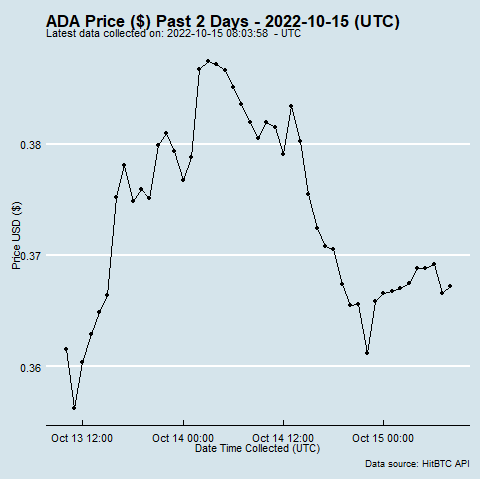 ADA Price ($) Past 2 Days - 2022-10-15 (UTC)
Latest data collected on: 2022-10-15 08:03:58 - UTC
Price USD ($)
0.38
0.37
0.36
Oct 13 12:00
Oct 14 00:00
Oct 14 12:00
Oct 15 00:00
Date Time Collected (UTC)
Data source: HitBTC API